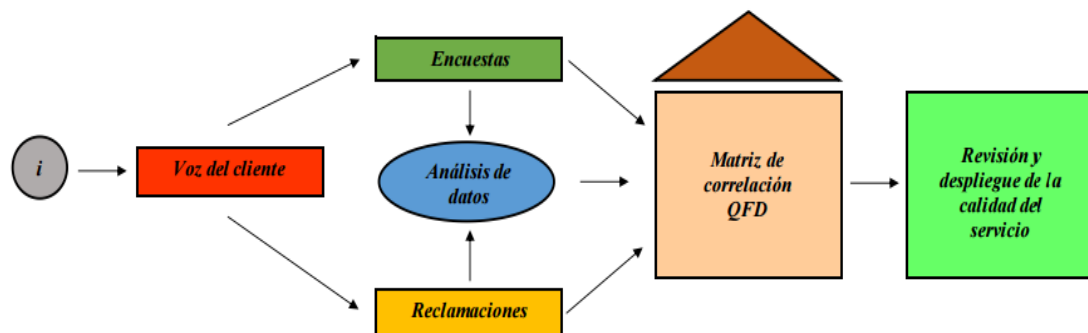 i
Voz del cliente
Encuestas
Análisis de
datos
Reclamaciones
Matriz de
correlación
QFD
Revisión y
despliegue de la
calidad del
servicio